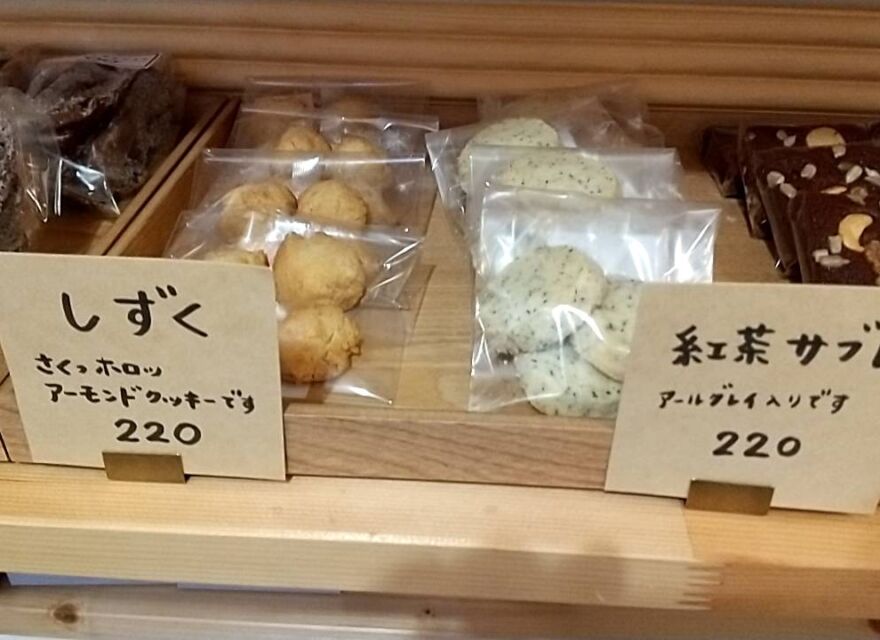 しずく
さくっホロッ
アーモンドクッキーです
220
紅茶サブレ
アールグレイ入りです
220